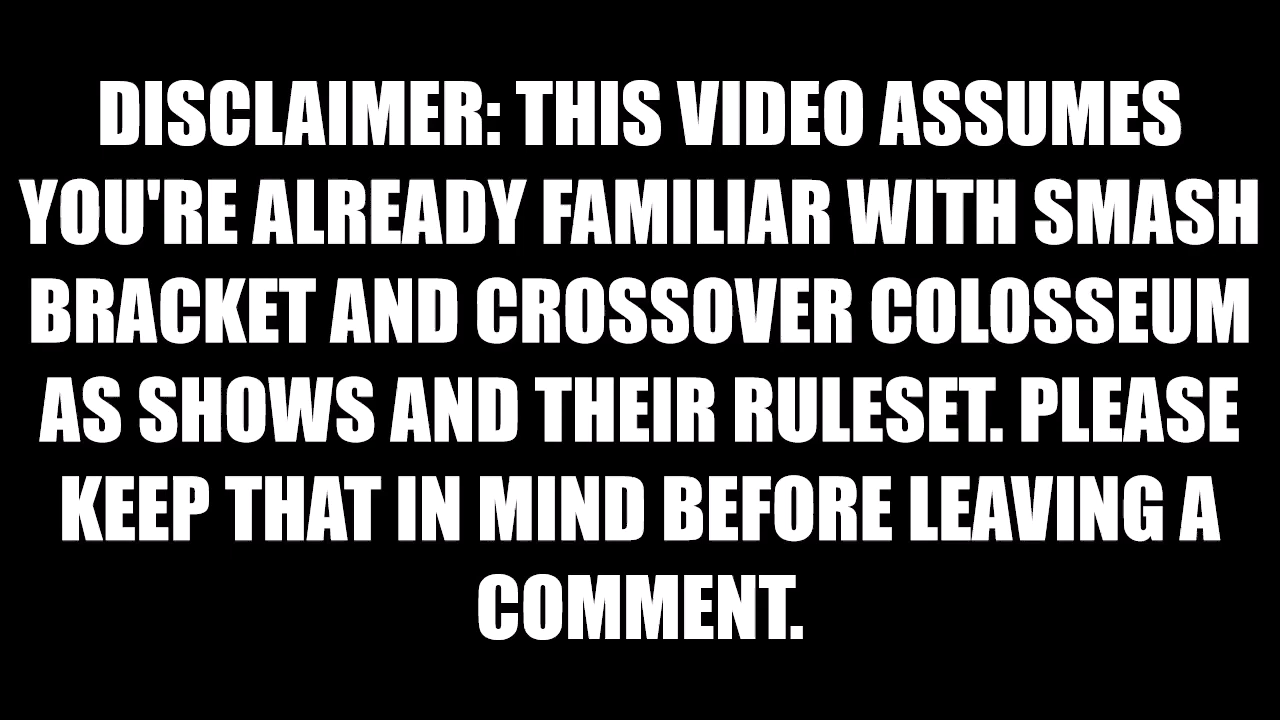 DISCLAIMER: THIS VIDEO ASSUMES
YOU'RE ALREADY FAMILIAR WITH SMASH
BRACKET AND CROSSOVER COLOSSEUM
AS SHOWS AND THEIR RULESET. PLEASE
KEEP THAT IN MIND BEFORE LEAVING A
COMMENT.